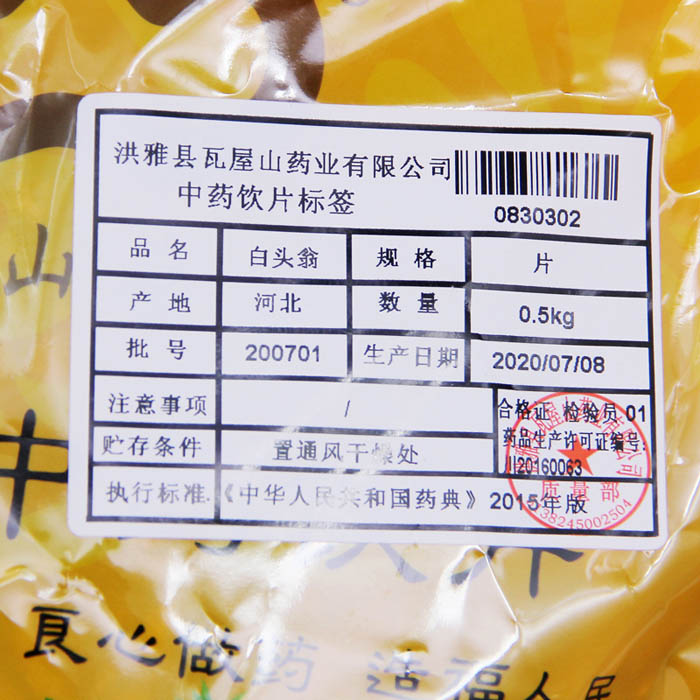 洪雅县瓦屋山药业有限公司
中药饮片标签
0830302
品名 白头翁 规格 片
产地 河北 数量 0.5kg
批号 200701 生产日期 2020/07/08
注意事项 /
合格证 检验员 01
药品生产许可证编号:
川20160063
贮存条件 置通风干燥处
执行标准 《中华人民共和国药典》2015年版
质量部
山
中
良心做药 造福人民